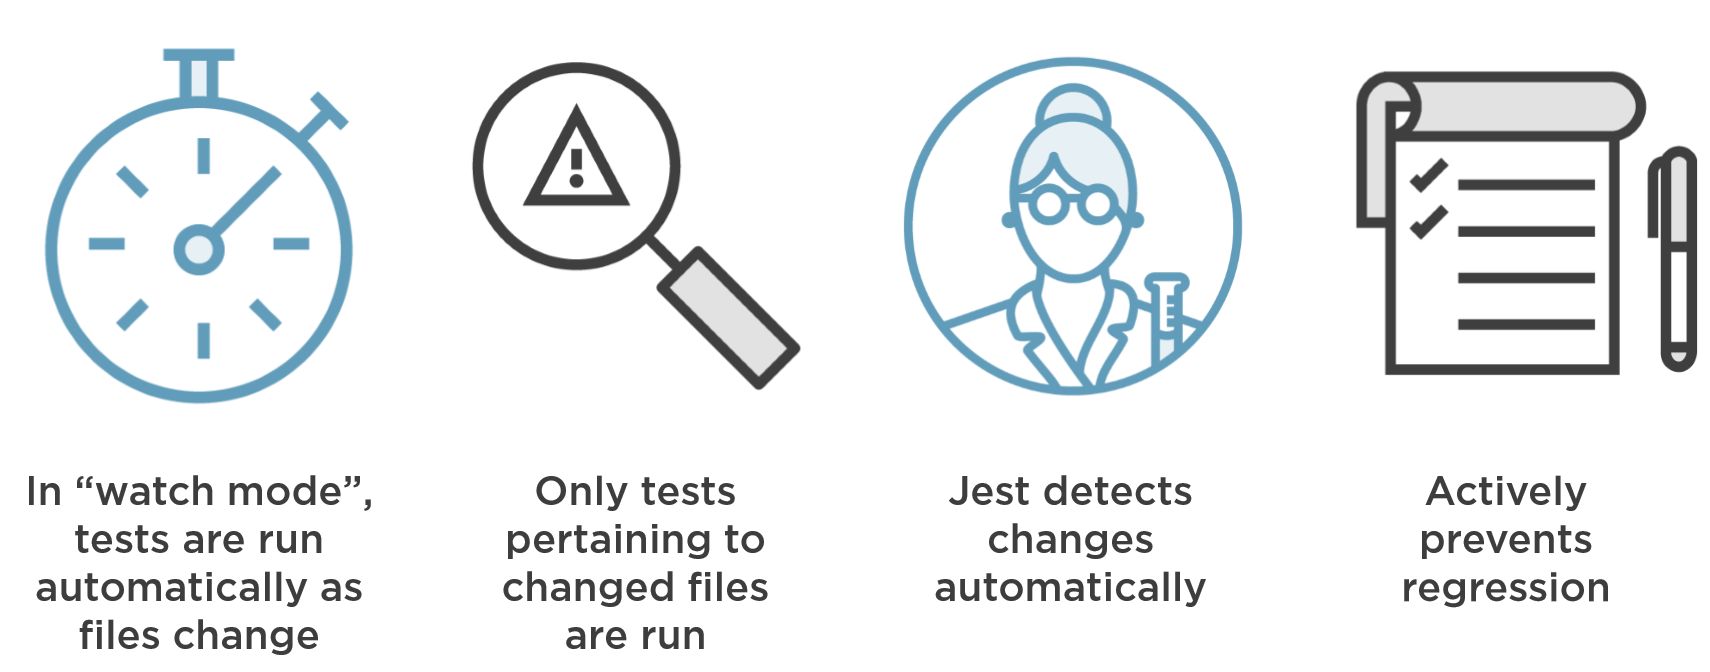 In “watch mode”,
tests are run
automatically as
files change
Only tests
pertaining to
changed files
are run
Jest detects
changes
automatically
Actively
prevents
regression